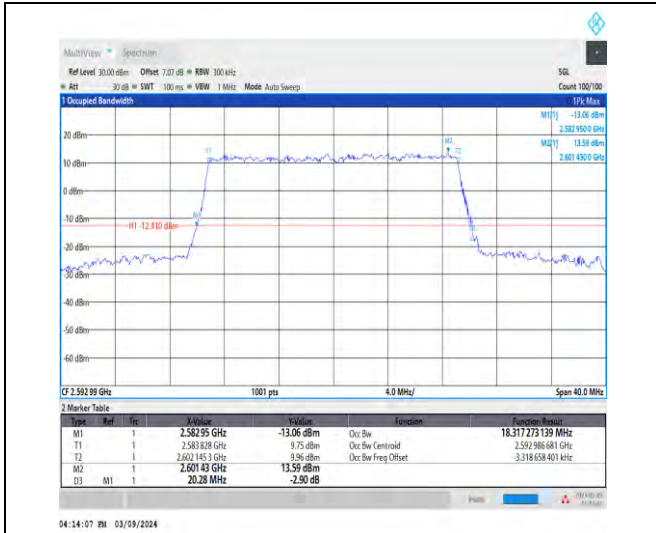 MultiView Spectrum
Ref Level 30.00 dBm Offset 7.07 dB RBW 300 kHz SGL
Att 30 dB SWT 100 ms VBW 1 MHz Mode Auto Sweep Count 100/100
1 Occupied Bandwidth 1Pk Max
M1[1] -13.06 dBm
2.582 950 0 GHz
M2[1] 13.59 dBm
2.601 430 0 GHz
20 dBm
M2
T1
T2
10 dBm
0 dBm
-10 dBm
M1
H1 -12.410 dBm
-20 dBm
-30 dBm
-40 dBm
-50 dBm
-60 dBm
CF 2.592 99 GHz 1001 pts 4.0 MHz/ Span 40.0 MHz
2 Marker Table
Type Ref Trc X-Value Y-Value Function Function Result
M1 1 2.582 95 GHz -13.06 dBm Occ Bw 18.317 273 139 MHz
T1 1 2.583 828 GHz 9.75 dBm Occ Bw Centroid 2.592 986 681 GHz
T2 1 2.602 145 3 GHz 9.96 dBm Occ Bw Freq Offset -3.318 658 401 kHz
M2 1 2.601 43 GHz 13.59 dBm
D3 M1 1 20.28 MHz -2.90 dB
04:14:07 PM 03/09/2024